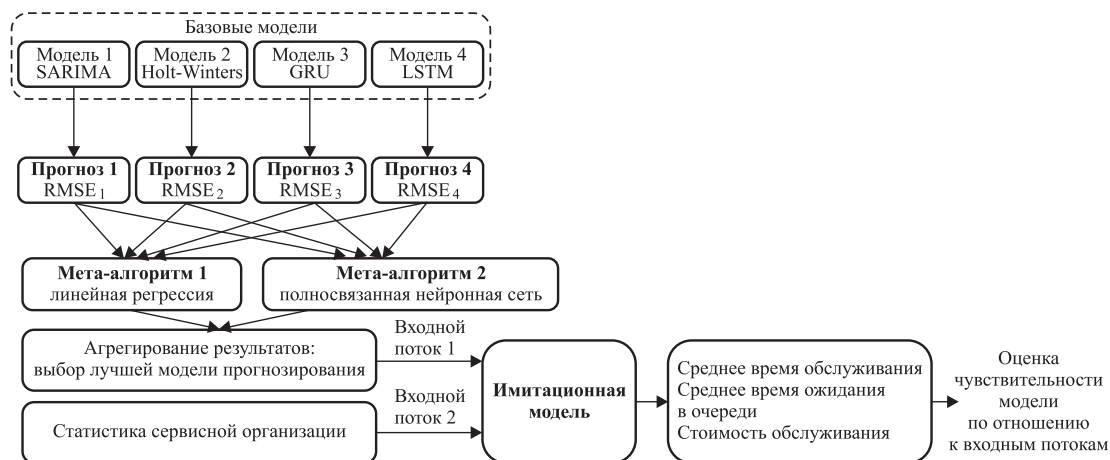 Базовые модели
Модель 1
SARIMA
Модель 2
Holt-Winters
Модель 3
GRU
Модель 4
LSTM
Прогноз 1
RMSE1
Прогноз 2
RMSE2
Прогноз 3
RMSE3
Прогноз 4
RMSE4
Мета-алгоритм 1
линейная регрессия
Мета-алгоритм 2
полносвязанная нейронная сеть
Агрегирование результатов:
выбор лучшей модели прогнозирования
Входной
поток 1
Статистика сервисной организации
Входной
поток 2
Имитационная
модель
Среднее время обслуживания
Среднее время ожидания
в очереди
Стоимость обслуживания
Оценка
чувствительности
модели
по отношению
к входным потокам